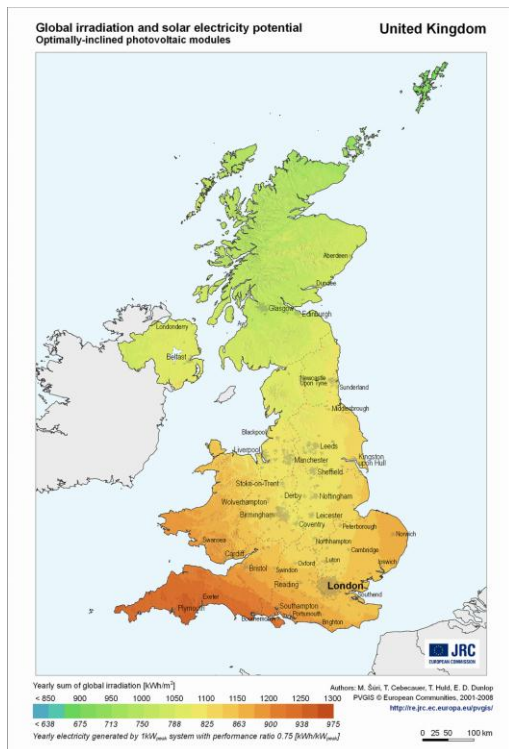 Global irradiation and solar electricity potential
Optimally-inclined photovoltaic modules
United Kingdom
Aberdeen
Dundee
Glasgow
Edinburgh
Londonderry
Belfast
Newcastle
Upon Tyne
Sunderland
Middlesbrough
Blackpool
Leeds
Liverpool
Manchester
Kingston
upon Hull
Sheffield
Stoke-on-Trent
Derby
Nottingham
Wolverhampton
Leicester
Birmingham
Peterborough
Norwich
Coventry
Northampton
Cambridge
Ipswich
Swansea
Cardiff
Luton
Oxford
Bristol
Swindon
London
Reading
Southend
Exeter
Southampton
Portsmouth
Plymouth
Bournemouth
Brighton
JRC
EUROPEAN COMMISSION
Yearly sum of global irradiation [kWh/m²]
< 850 900 950 1000 1050 1100 1150 1200 1250 1300
< 638 675 713 750 788 825 863 900 938 975
Yearly electricity generated by 1kWpeak system with performance ratio 0.75 [kWh/kWpeak]
Authors: M. Šúri, T. Cebecauer, T. Huld, E. D. Dunlop
PVGIS © European Communities, 2001-2008
http://re.jrc.ec.europa.eu/pvgis/
0 25 50 100 km